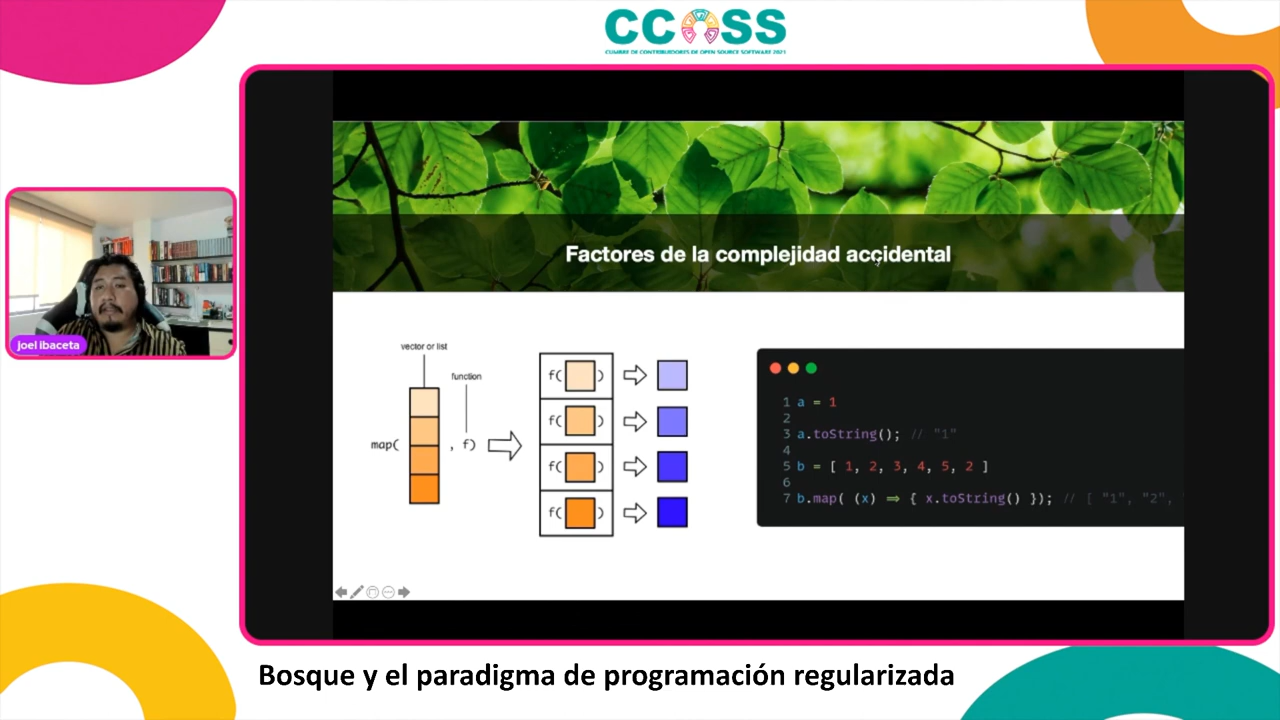 CCOSS
CUMBRE DE CONTRIBUIDORES DE OPEN SOURCE SOFTWARE 2021
Factores de la complejidad accidental
joel ibaceta
vector or list
function
map(
, f)
f( )
f( )
f( )
f( )
1 a = 1
2
3 a.toString(); // "1"
4
5 b = [ 1, 2, 3, 4, 5, 2 ]
6
7 b.map( (x) => { x.toString() }); // [ "1", "2",
Bosque y el paradigma de programación regularizada